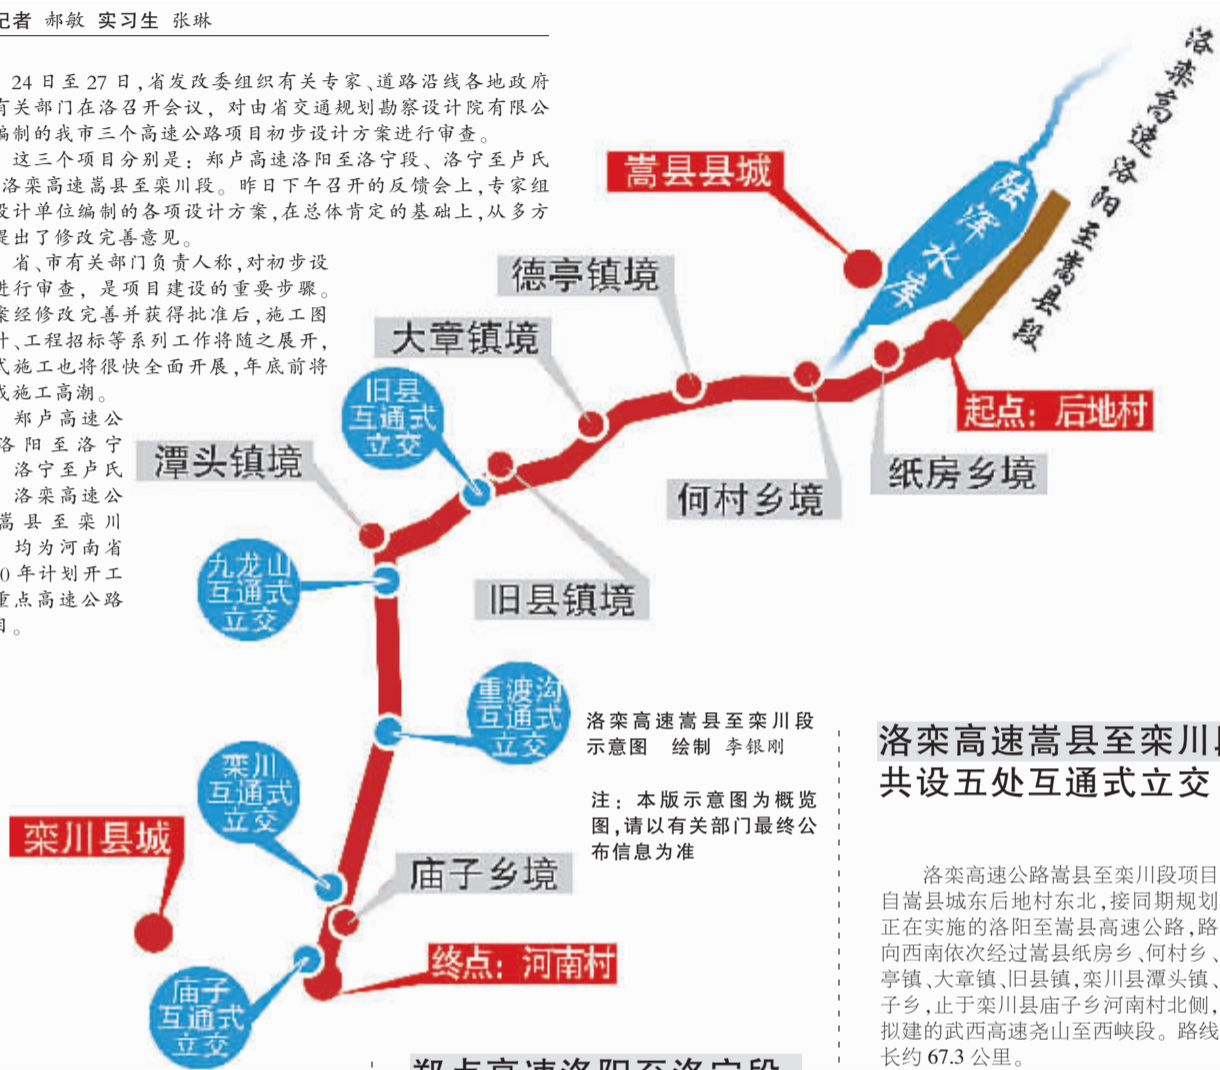 记者 郝敏 实习生 张琳
24日至27日,省发改委组织有关专家、道路沿线各地政府
有关部门在洛召开会议，对由省交通规划勘察设计院有限公
编制的我市三个高速公路项目初步设计方案进行审查。
这三个项目分别是：郑卢高速洛阳至洛宁段、洛宁至卢氏
洛栾高速嵩县至栾川段。昨日下午召开的反馈会上,专家组
设计单位编制的各项设计方案,在总体肯定的基础上,从多方
提出了修改完善意见。
省、市有关部门负责人称,对初步设
进行审查，是项目建设的重要步骤。
案经修改完善并获得批准后,施工图
计、工程招标等系列工作将随之展开,
式施工也将很快全面开展,年底前将
成施工高潮。
郑卢高速公
洛阳至洛宁
洛宁至卢氏
洛栾高速公
嵩县至栾川
均为河南省
0年计划开工
重点高速公路
目。
洛栾高速洛阳至嵩县段
嵩县县城
陆浑水库
德亭镇境
大章镇境
旧县
互通式
立交
起点：后地村
潭头镇境
何村乡境
纸房乡境
九龙山
互通式
立交
旧县镇境
重渡沟
互通式
立交
栾川
互通式
立交
栾川县城
庙子乡境
终点：河南村
庙子
互通式
立交
洛栾高速嵩县至栾川段
示意图 绘制 李银刚
注：本版示意图为概览
图,请以有关部门最终公
布信息为准
洛栾高速嵩县至栾川段
共设五处互通式立交
洛栾高速公路嵩县至栾川段项目
自嵩县城东后地村东北,接同期规划
正在实施的洛阳至嵩县高速公路,路
向西南依次经过嵩县纸房乡、何村乡、
亭镇、大章镇、旧县镇,栾川县潭头镇、
子乡,止于栾川县庙子乡河南村北侧,
拟建的武西高速尧山至西峡段。路线
长约67.3公里。
郑卢高速洛阳至洛宁段